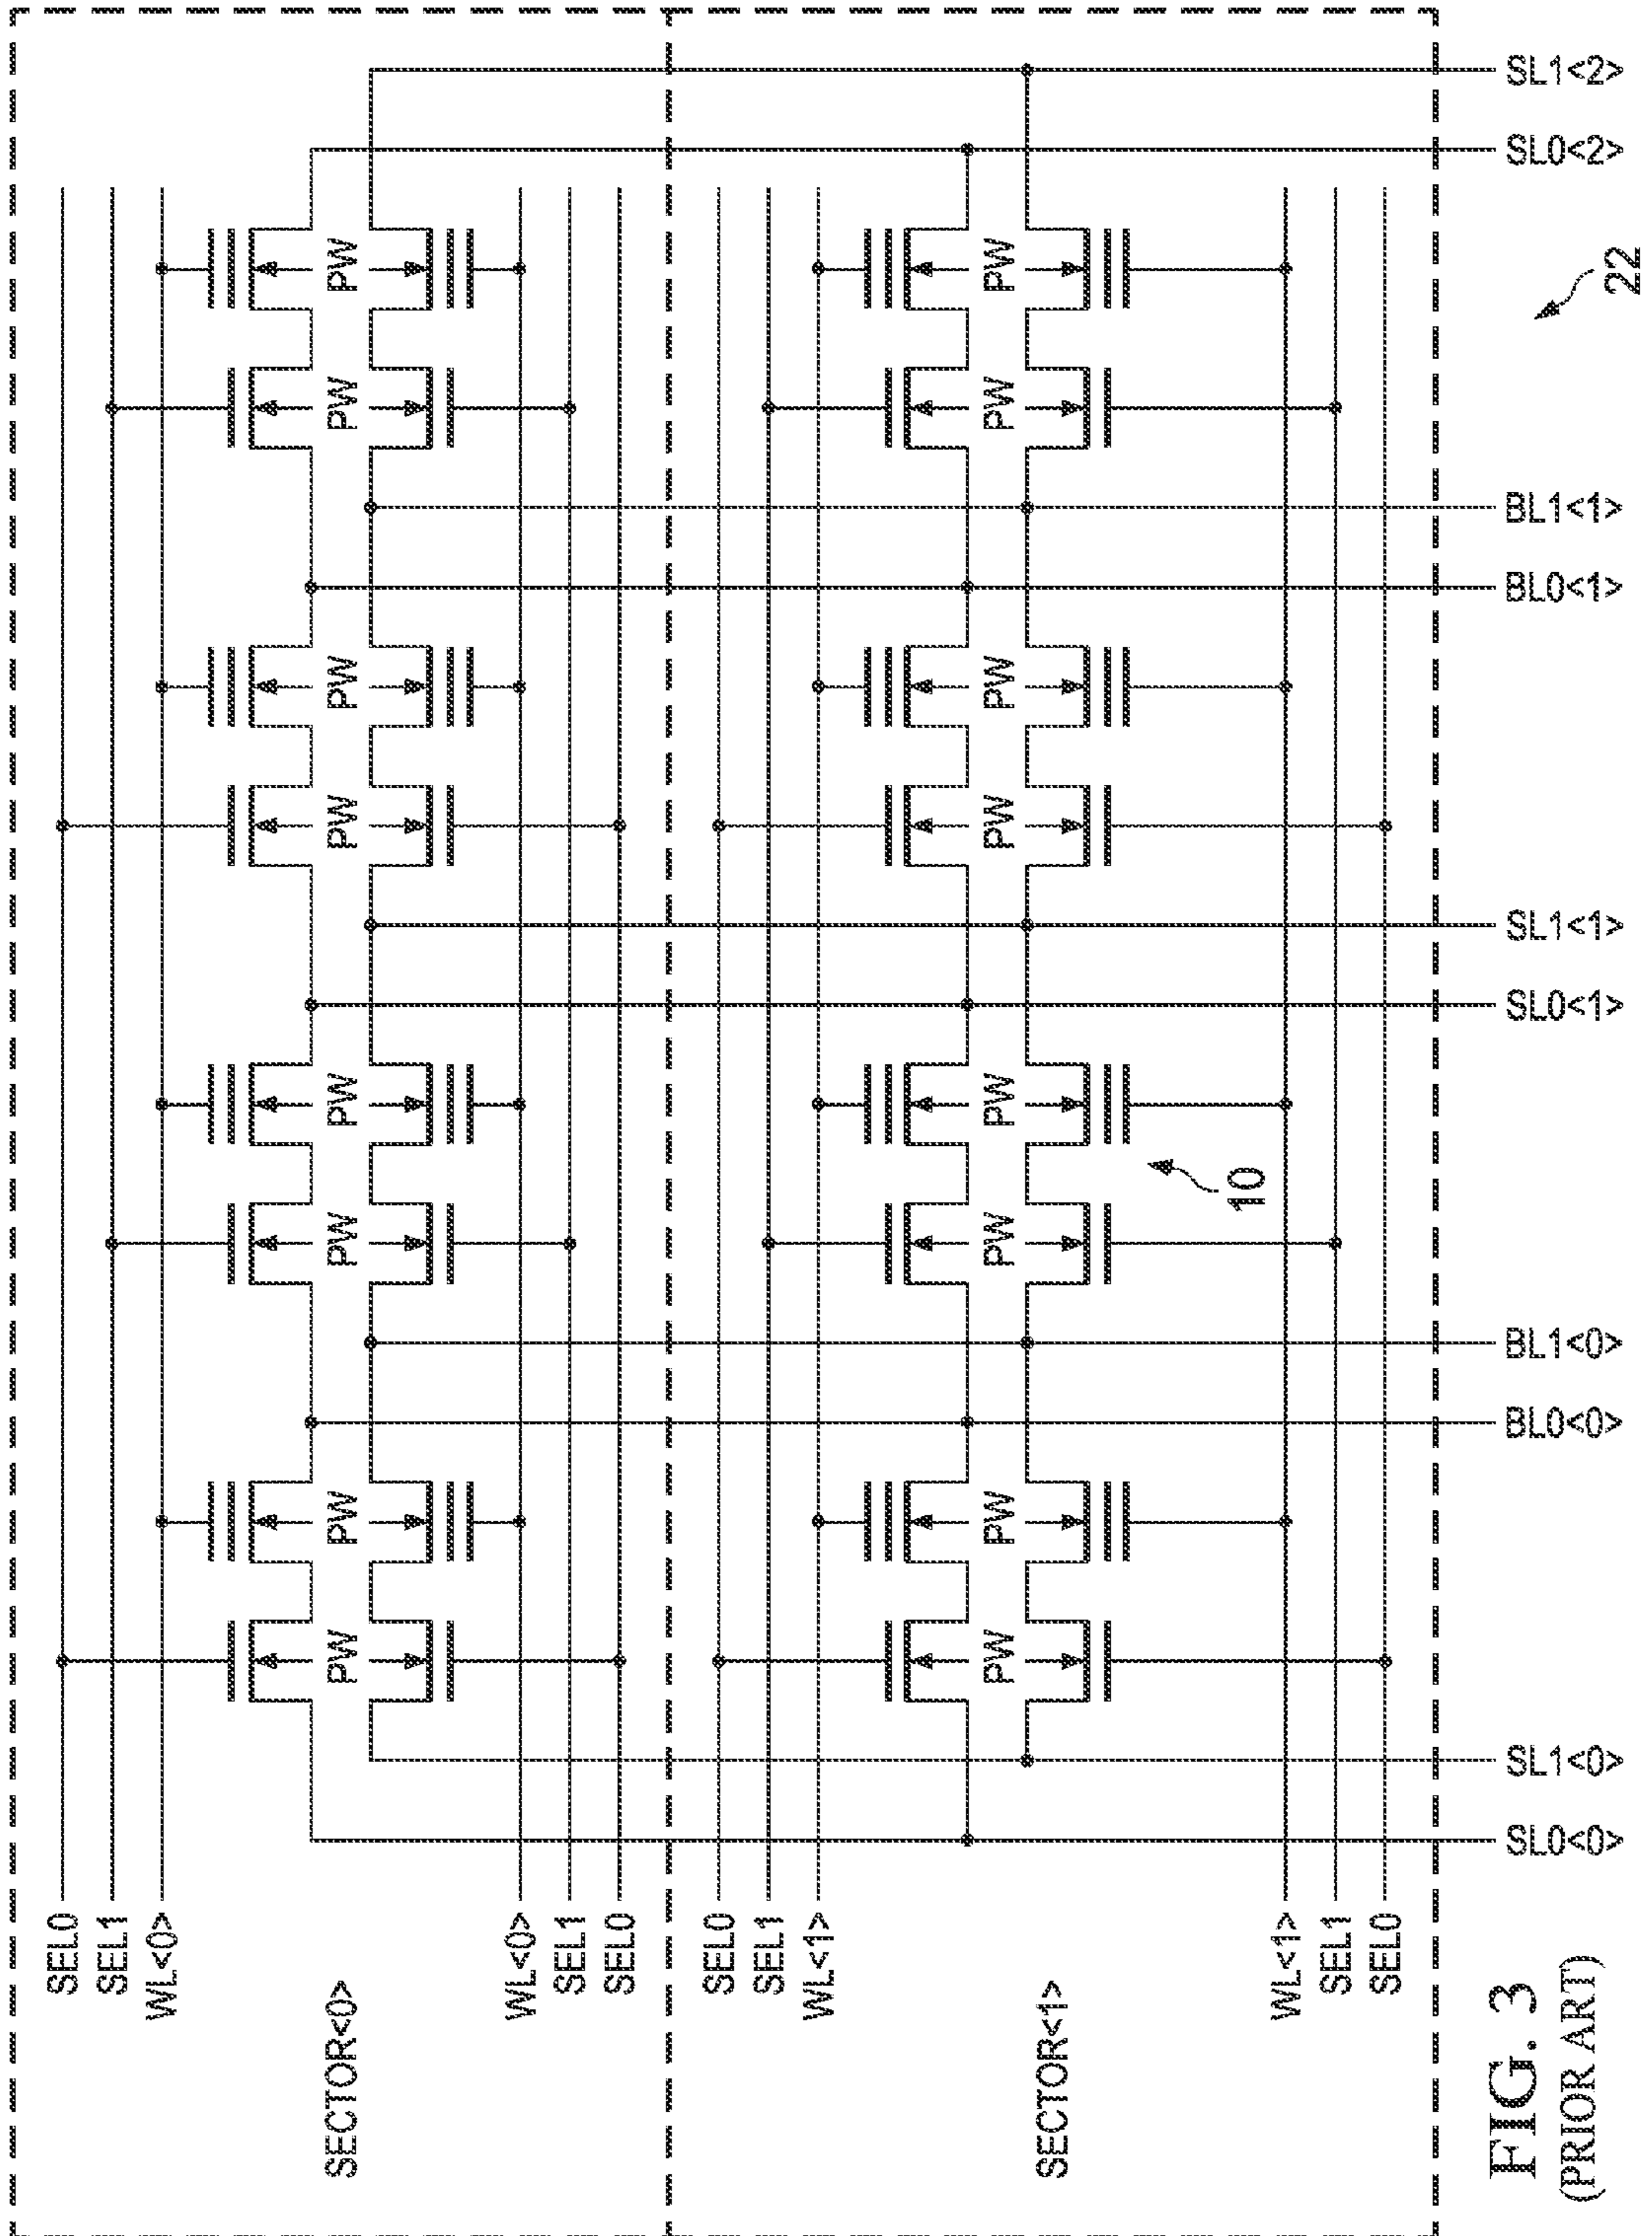 SEL0
SEL1
WL<0>
SECTOR<0>
PW
PW
PW
PW
PW
PW
PW
PW
WL<0>
SEL1
SEL0
SEL0
SEL1
WL<1>
PW
PW
PW
PW
PW
PW
PW
PW
SECTOR<1>
10
WL<1>
SEL1
SEL0
SL0<0>
SL1<0>
BL0<0>
BL1<0>
SL0<1>
SL1<1>
BL0<1>
BL1<1>
SL0<2>
SL1<2>
22
FIG. 3
(PRIOR ART)